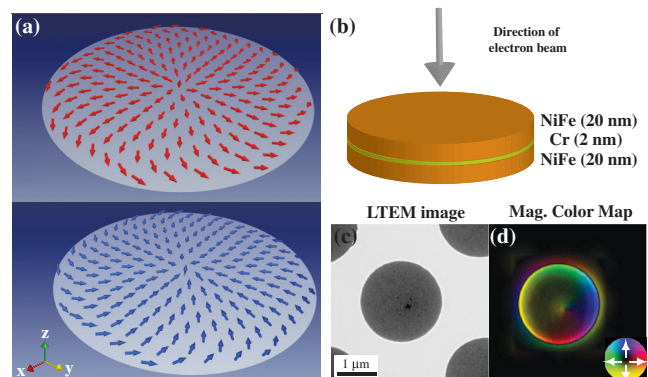 (a)
z
x
y
(b)
Direction of
electron beam
NiFe (20 nm)
Cr (2 nm)
NiFe (20 nm)
LTEM image
(c)
1 μm
Mag. Color Map
(d)